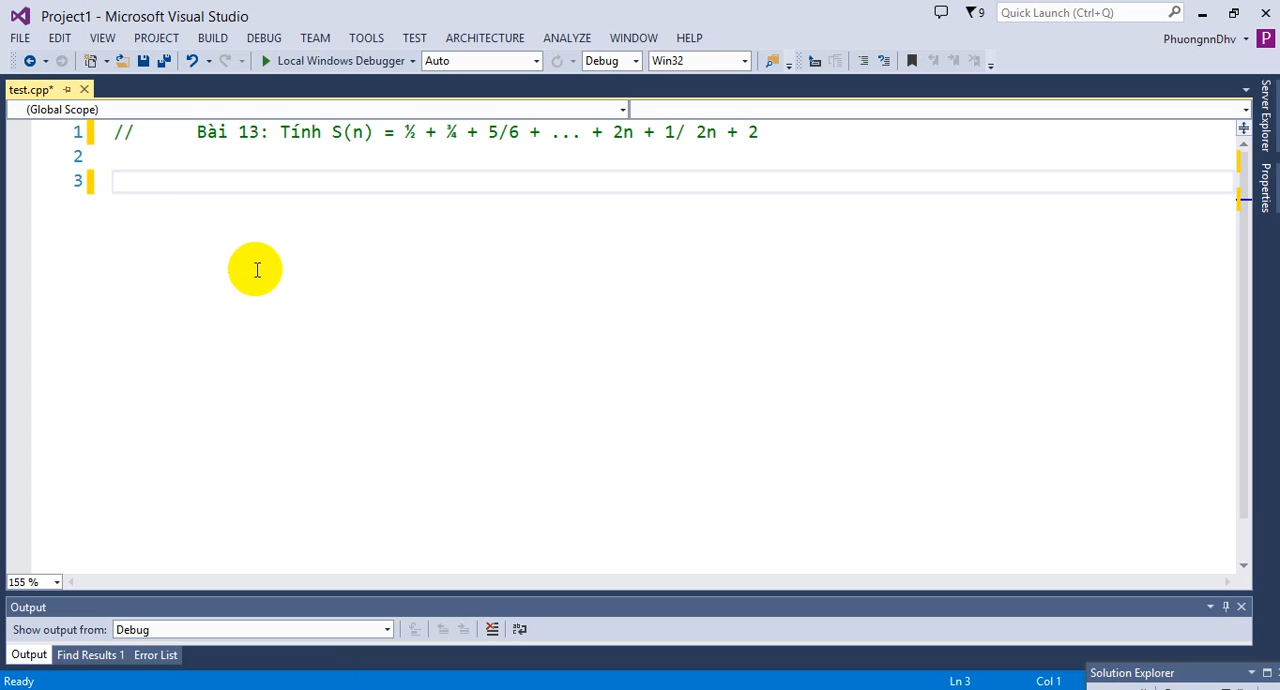 Project1 - Microsoft Visual Studio
9
Quick Launch (Ctrl+Q)
FILE EDIT VIEW PROJECT BUILD DEBUG TEAM TOOLS TEST ARCHITECTURE ANALYZE WINDOW HELP
PhuongnnDhv P
Local Windows Debugger Auto Debug Win32
test.cpp*
(Global Scope)
1 // Bài 13: Tính S(n) = ½ + ¾ + 5/6 + ... + 2n + 1/ 2n + 2
2
3
Server Explorer
Properties
155 %
Output
Show output from: Debug
Output Find Results 1 Error List
Solution Explorer
Ready Ln 3 Col 1